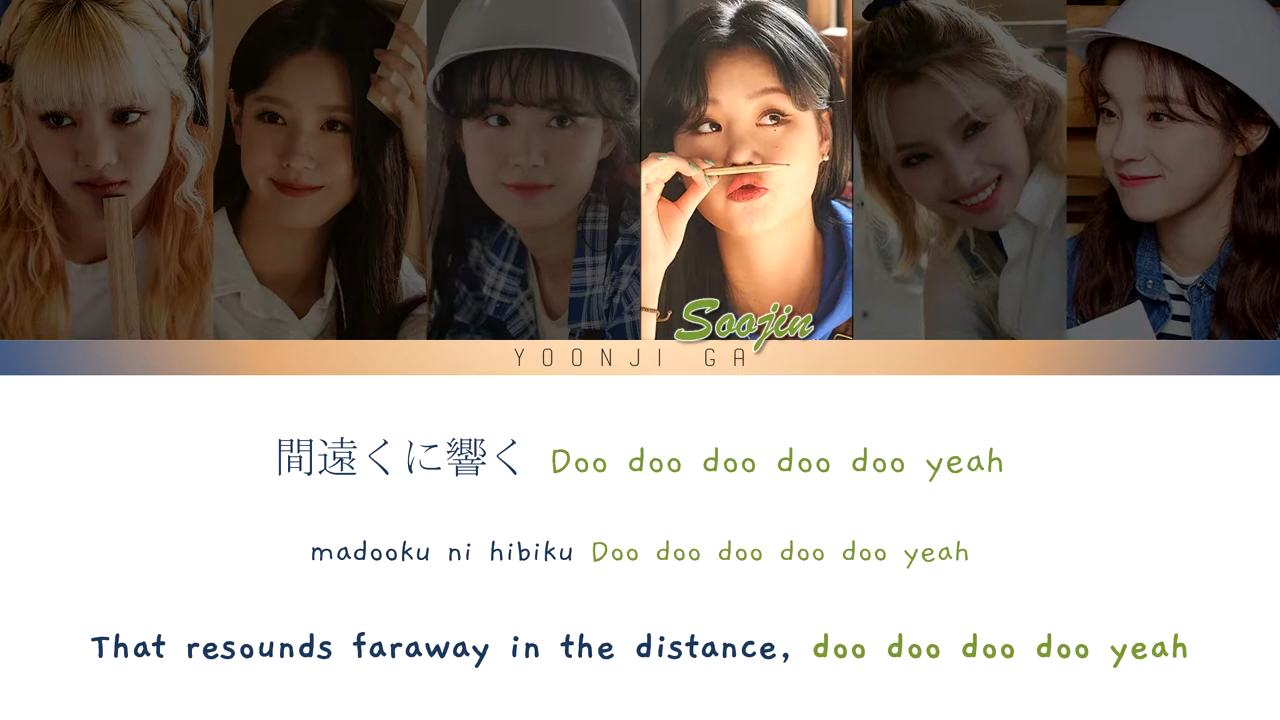 Soojin
YOONJI GA
間遠くに響く Doo doo doo doo doo yeah
madooku ni hibiku Doo doo doo doo doo yeah
That resounds faraway in the distance, doo doo doo doo yeah